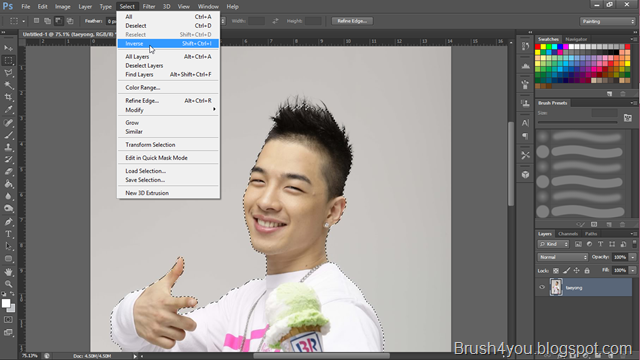 Ps File Edit Image Layer Type Select Filter 3D View Window Help
Feather: Width: Height: Refine Edge... Painting
Untitled-1 @ 75.1% (taeyong, RGB/8)
All Ctrl+A
Deselect Ctrl+D
Reselect Shift+Ctrl+D
Inverse Shift+Ctrl+I
All Layers Alt+Ctrl+A
Deselect Layers
Find Layers Alt+Shift+Ctrl+F
Color Range...
Refine Edge... Alt+Ctrl+R
Modify
Grow
Similar
Transform Selection
Edit in Quick Mask Mode
Load Selection...
Save Selection...
New 3D Extrusion
Swatches
Brush Presets
Size:
Layers Channels Paths
Kind
Normal Opacity: 100%
Lock: Fill: 100%
taeyong
BR
75.13% Doc: 4.50M/4.50M
Brush4you.blogspot.com